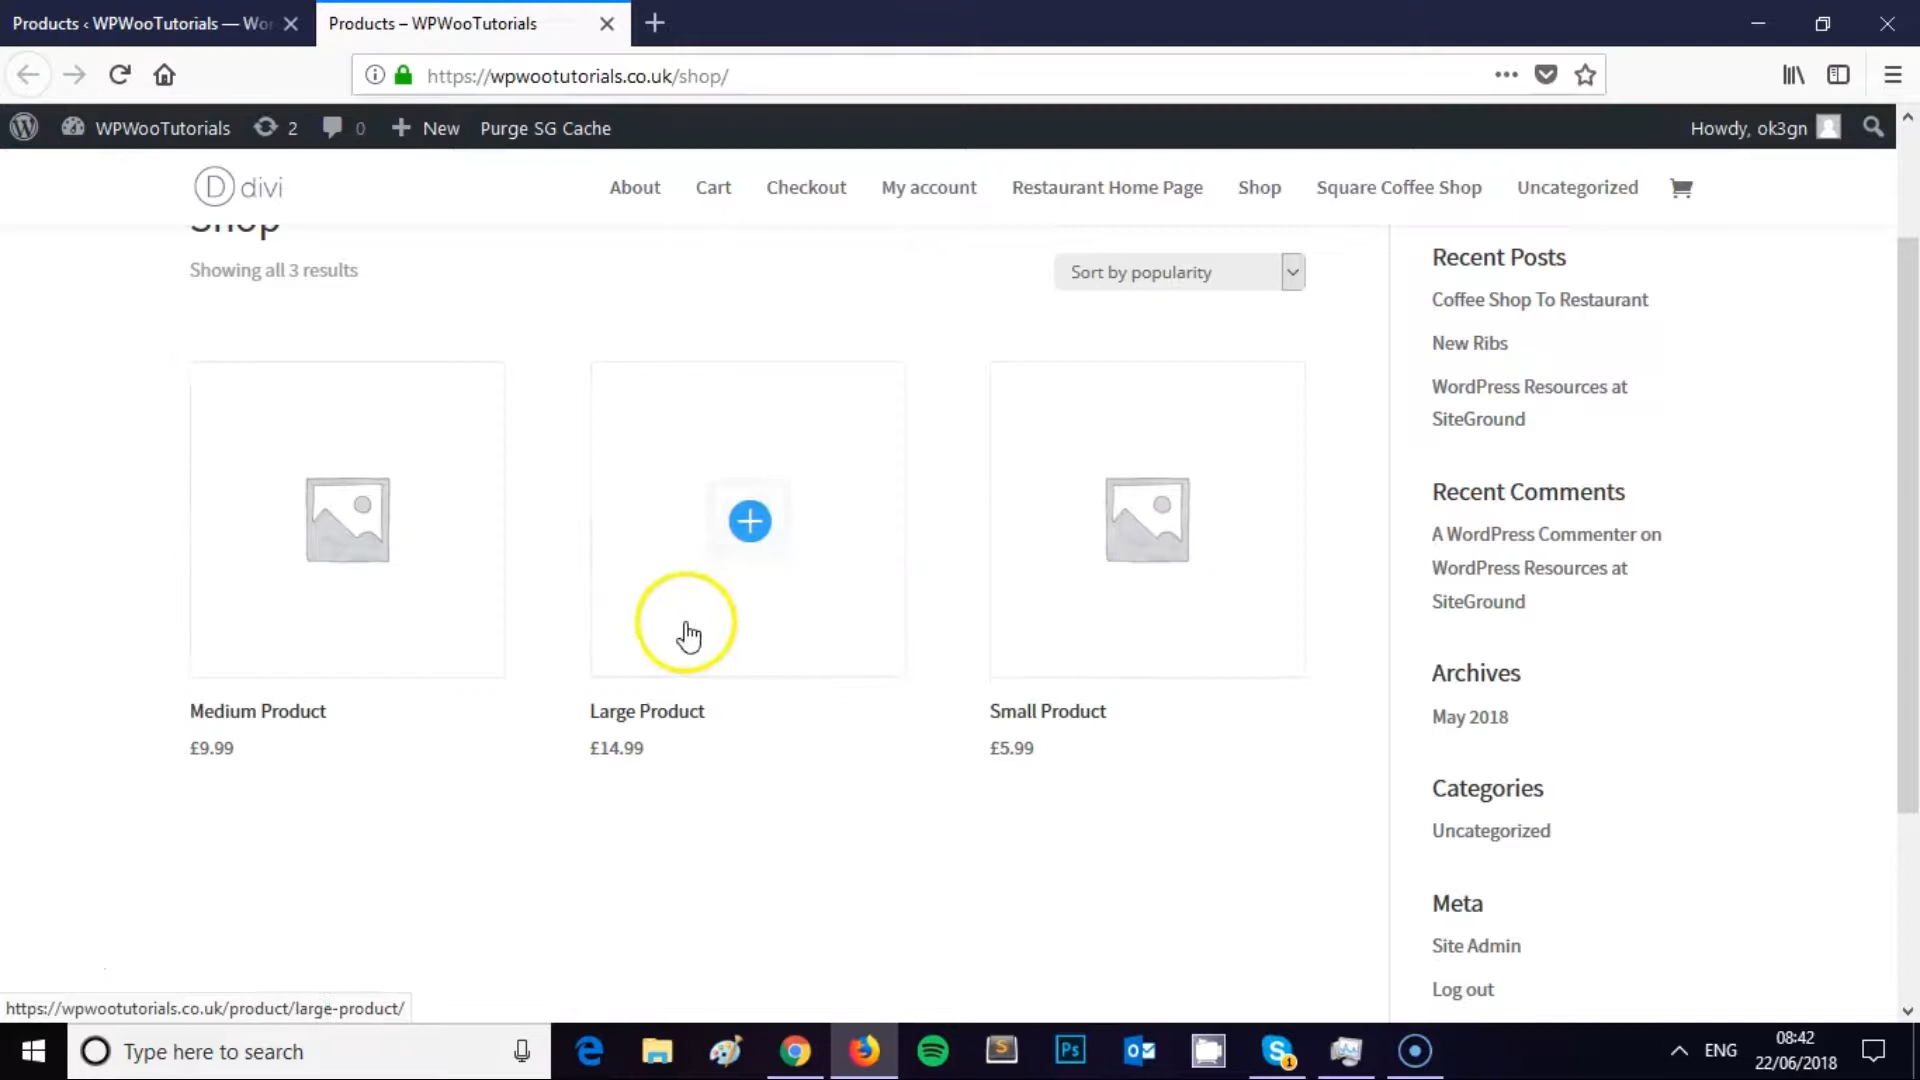 Products ‹ WPWooTutorials — Wo
Products – WPWooTutorials
https://wpwootutorials.co.uk/shop/
WPWooTutorials
2
0
New
Purge SG Cache
Howdy, ok3gn
D divi
About
Cart
Checkout
My account
Restaurant Home Page
Shop
Square Coffee Shop
Uncategorized
Shop
Showing all 3 results
Sort by popularity
Medium Product
£9.99
Large Product
£14.99
Small Product
£5.99
Recent Posts
Coffee Shop To Restaurant
New Ribs
WordPress Resources at
SiteGround
Recent Comments
A WordPress Commenter on
WordPress Resources at
SiteGround
Archives
May 2018
Categories
Uncategorized
Meta
Site Admin
Log out
https://wpwootutorials.co.uk/product/large-product/
Type here to search
Ps
1
ENG
08:42
22/06/2018